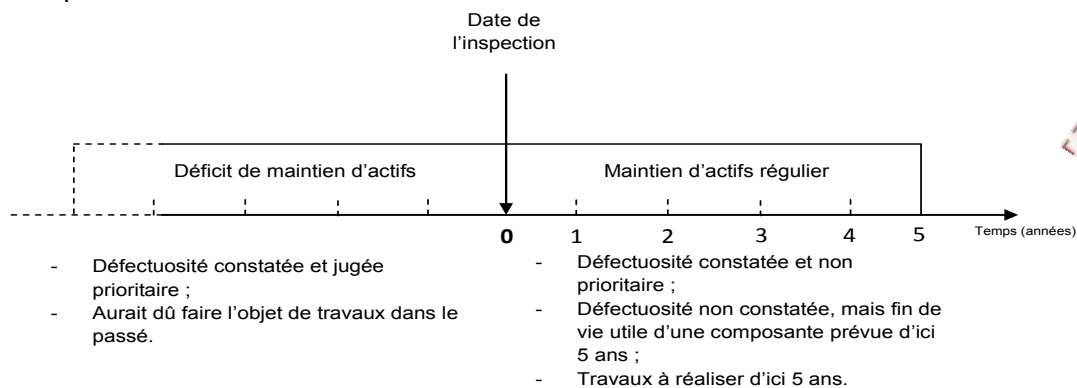 Date de
l'inspection
Déficit de maintien d'actifs
Maintien d'actifs régulier
0 1 2 3 4 5 Temps (années)
- Défectuosité constatée et jugée
prioritaire ;
- Aurait dû faire l'objet de travaux dans le
passé.
- Défectuosité constatée et non
prioritaire ;
- Défectuosité non constatée, mais fin de
vie utile d'une composante prévue d'ici
5 ans ;
- Travaux à réaliser d'ici 5 ans.